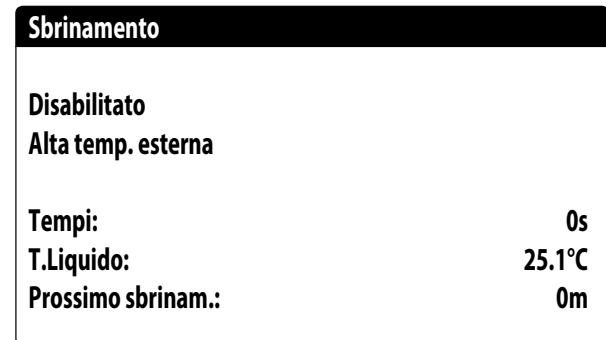 Sbrinamento
Disabilitato
Alta temp. esterna
Tempi: 0s
T.Liquido: 25.1°C
Prossimo sbrinam.: 0m